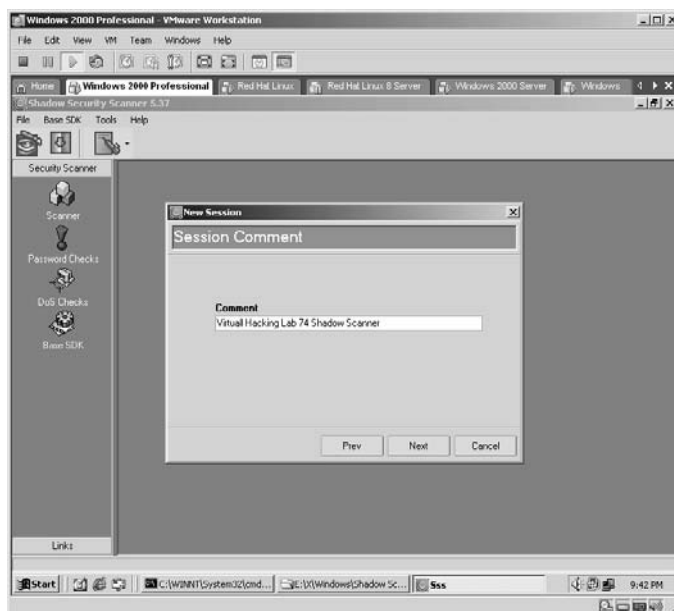 Windows 2000 Professional - VMware Workstation
File Edit View VM Team Windows Help
Home Windows 2000 Professional Red Hat Linux Red Hat Linux 8 Server Windows 2000 Server Windows
Shadow Security Scanner 5.37
File Base SDK Tools Help
Security Scanner
Scanner
Password Checks
DoS Checks
Base SDK
New Session
Session Comment
Comment
Virtuall Hacking Lab 74 Shadow Scanner
Prev Next Cancel
Links
Start C:\WINNT\System32\cmd... E:\X\Windows\Shadow Sc... Sss 9:42 PM